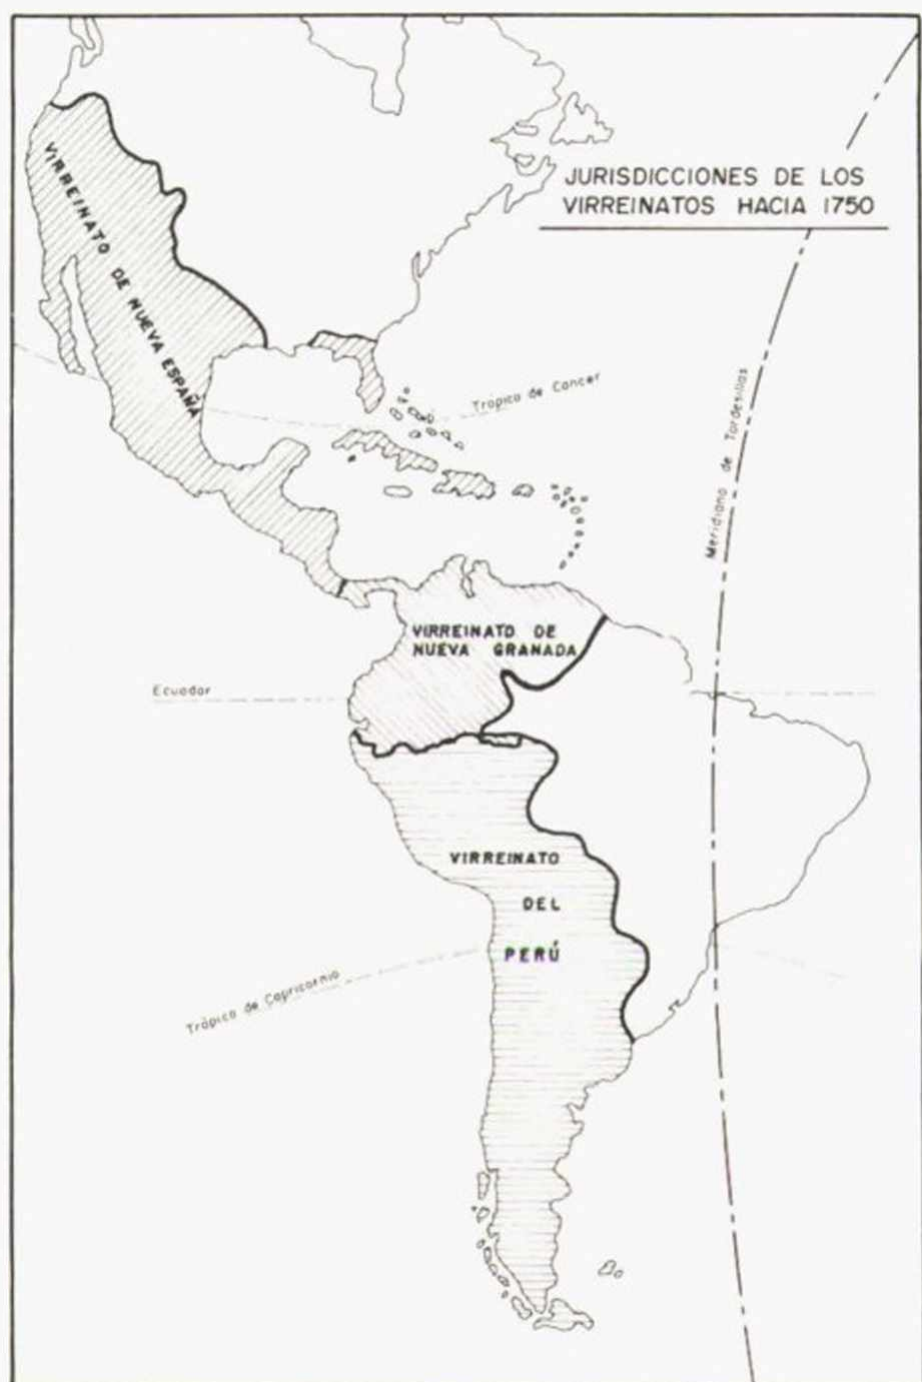 JURISDICCIONES DE LOS
VIRREINATOS HACIA 1750
VIRREINATO DE NUEVA ESPAÑA
Trópico de Cancer
Meridiano de Tordesillas
VIRREINATO DE
NUEVA GRANADA
Ecuador
VIRREINATO
DEL
PERÚ
Trópico de Capricornio